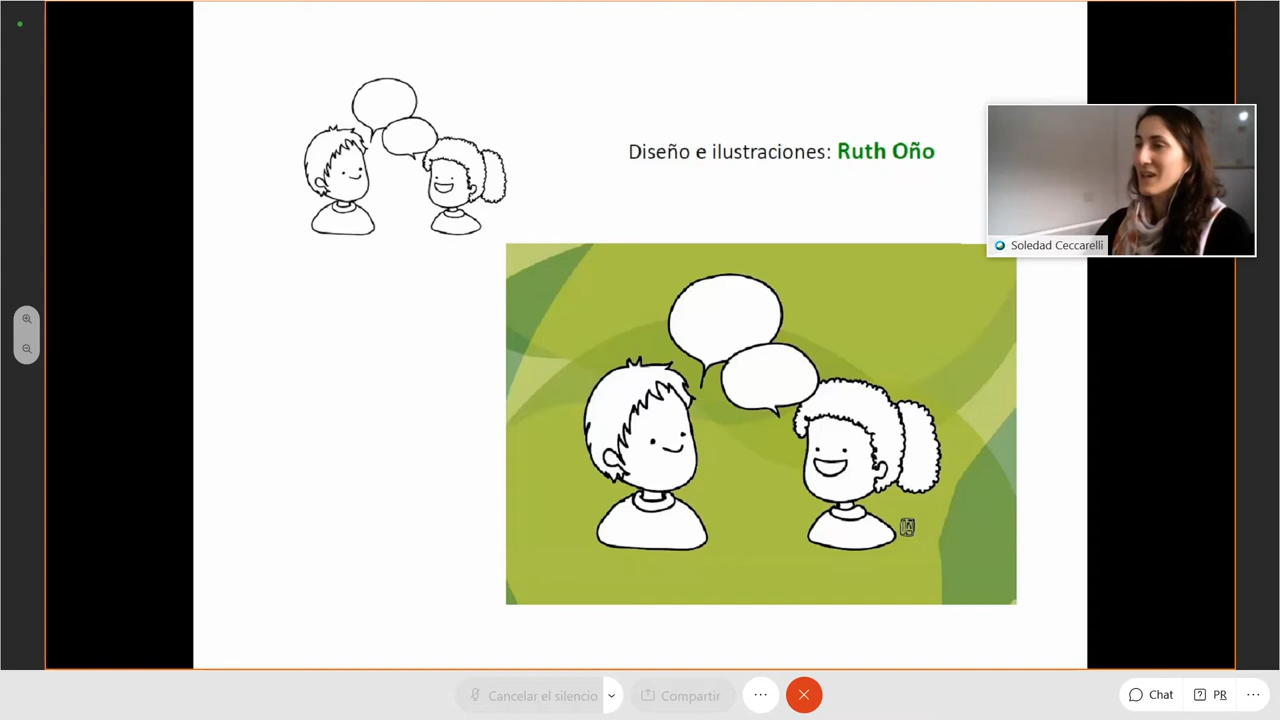 Diseño e ilustraciones: Ruth Oño
Soledad Ceccarelli
Cancelar el silencio
Compartir
Chat
PR